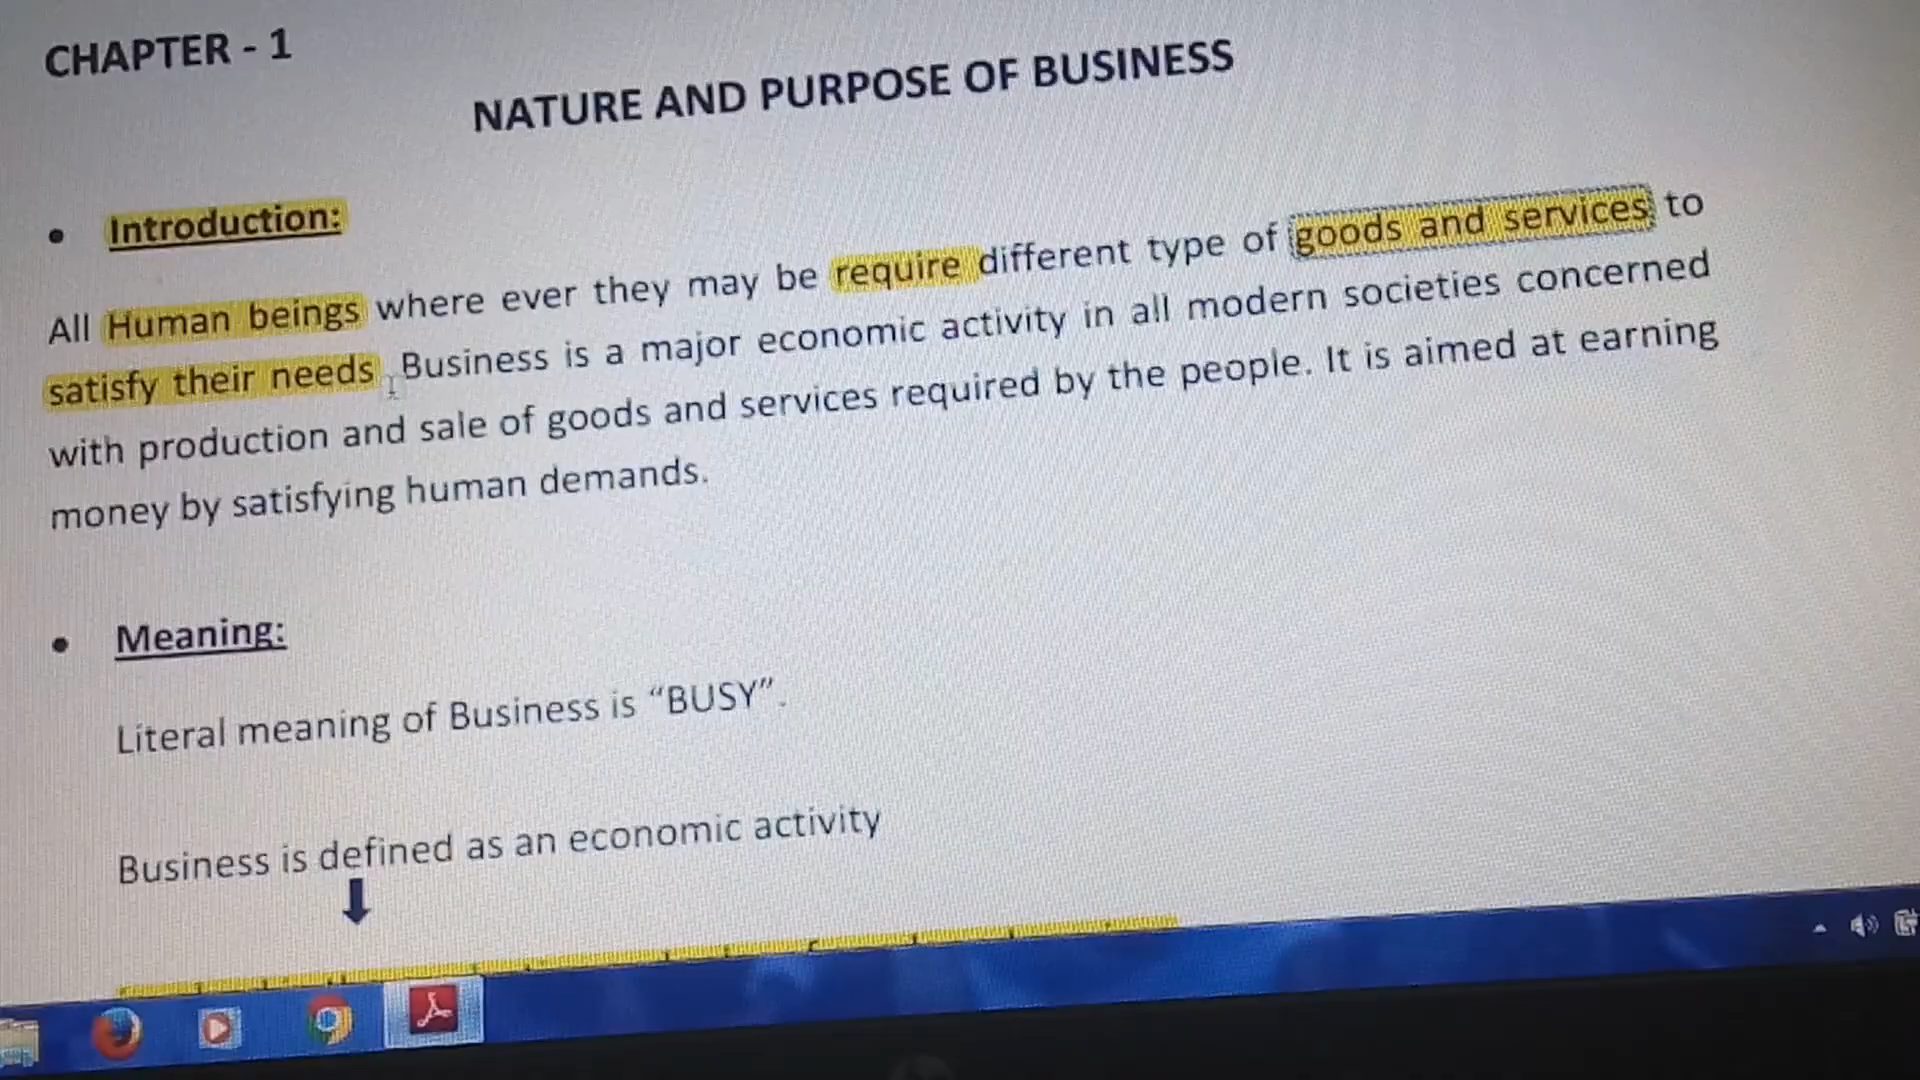 CHAPTER - 1
NATURE AND PURPOSE OF BUSINESS
• Introduction:
All Human beings where ever they may be require different type of goods and services to
satisfy their needs Business is a major economic activity in all modern societies concerned
with production and sale of goods and services required by the people. It is aimed at earning
money by satisfying human demands.
• Meaning:
Literal meaning of Business is “BUSY”.
Business is defined as an economic activity